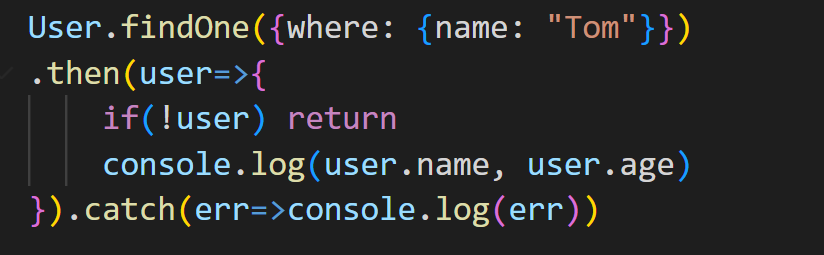 User.findOne({where: {name: "Tom"}})
.then(user=>{
    if(!user) return
    console.log(user.name, user.age)
}).catch(err=>console.log(err))